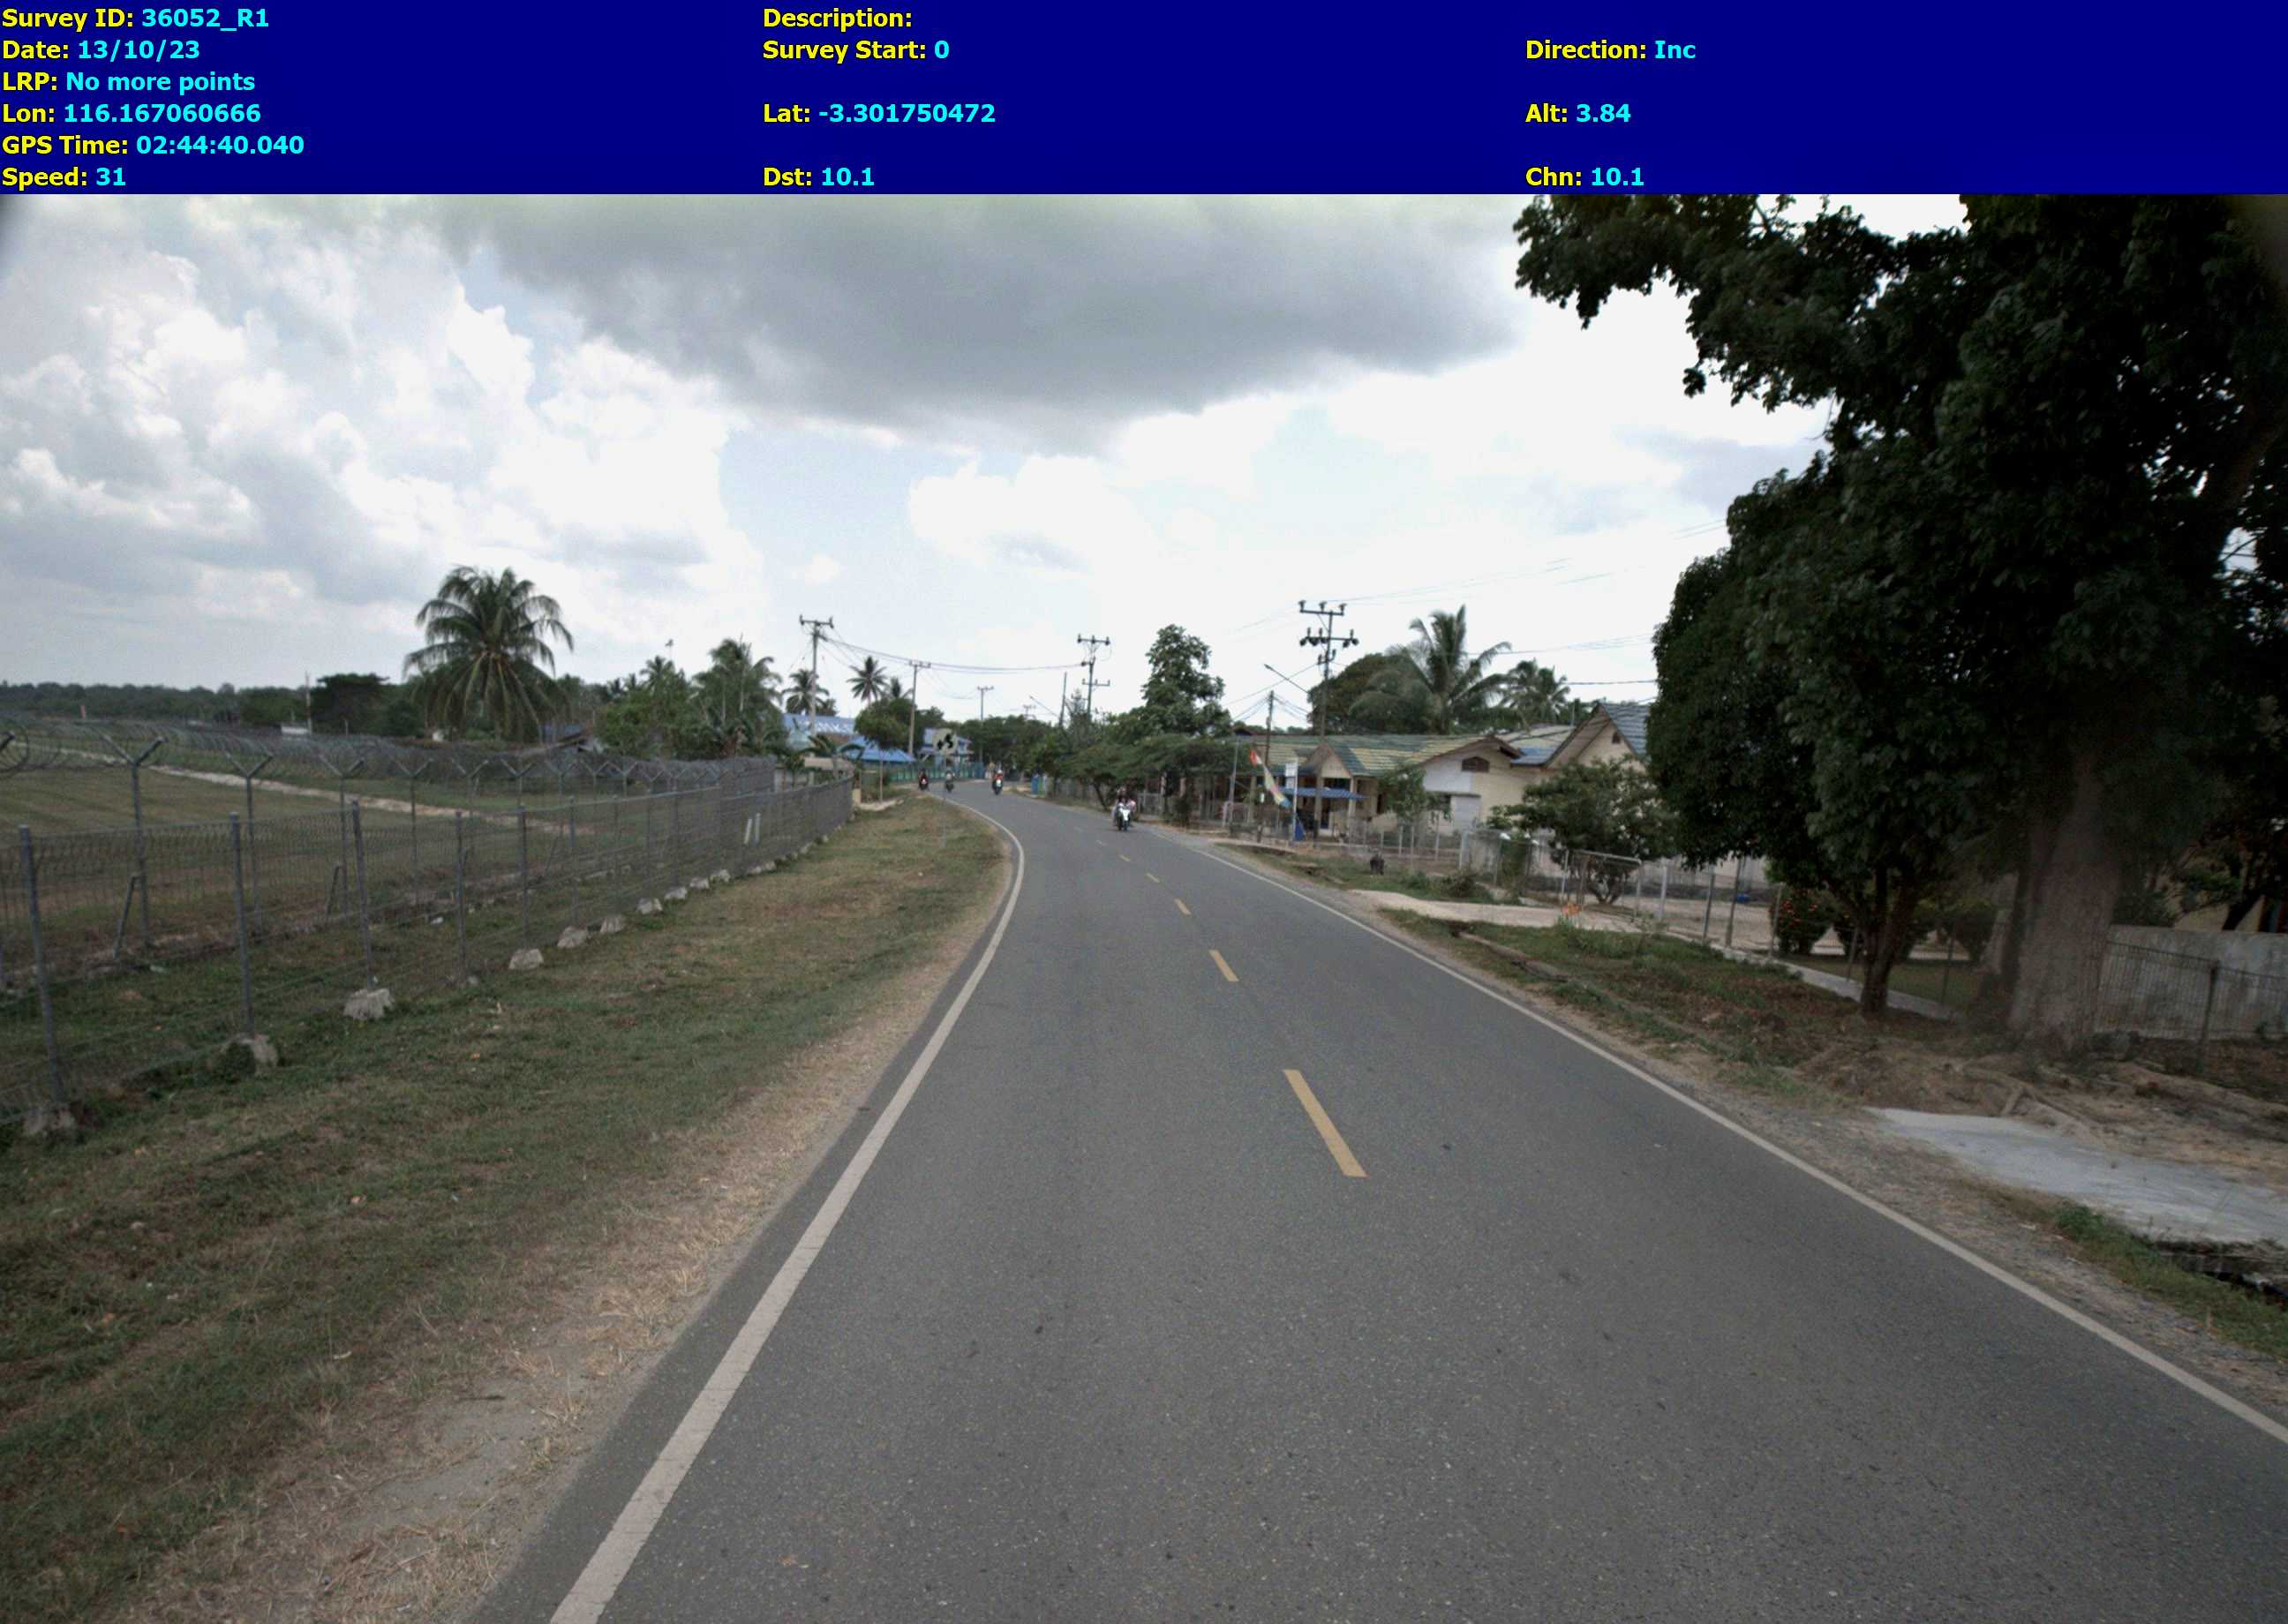 Survey ID: 36052_R1
Description:
Date: 13/10/23
Survey Start: 0
Direction: Inc
LRP: No more points
Lon: 116.167060666
Lat: -3.301750472
Alt: 3.84
GPS Time: 02:44:40.040
Speed: 31
Dst: 10.1
Chn: 10.1